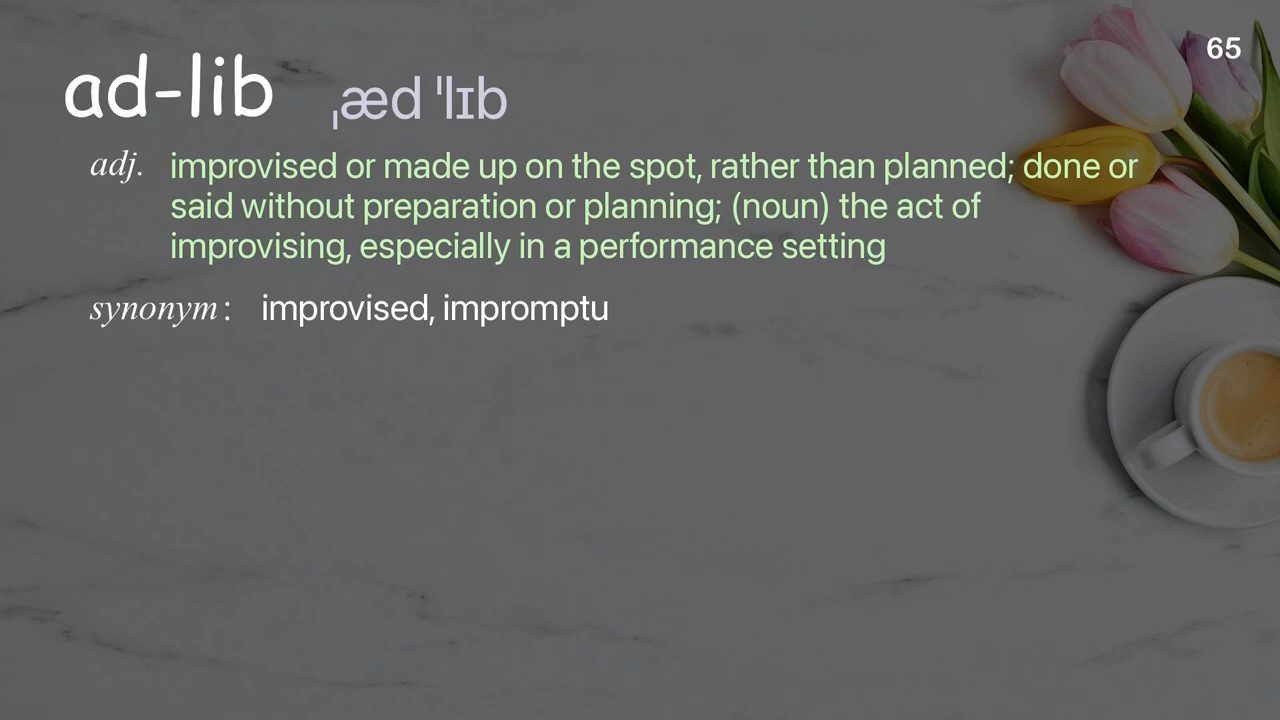 65
ad-lib ˌæd ˈlɪb
adj. improvised or made up on the spot, rather than planned; done or
said without preparation or planning; (noun) the act of
improvising, especially in a performance setting
synonym: improvised, impromptu